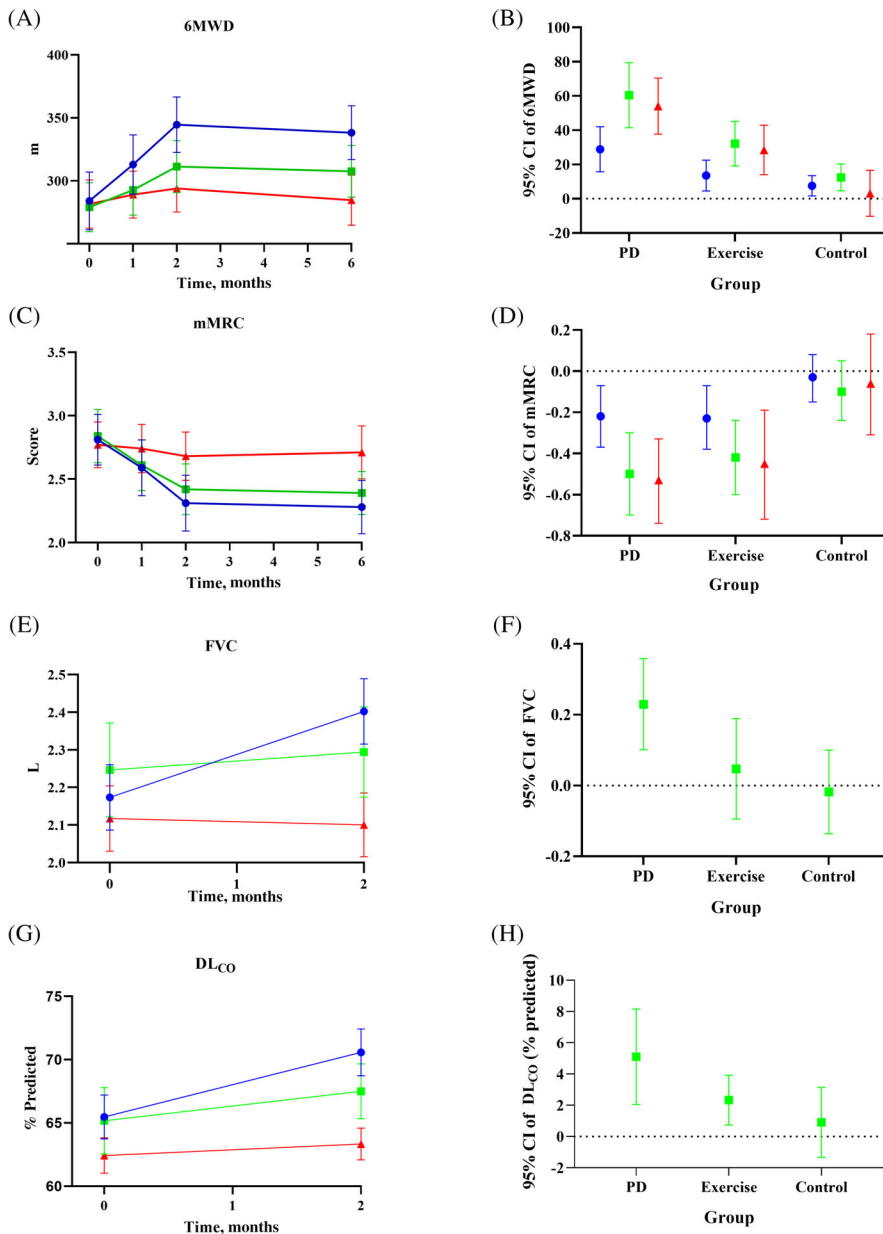 (A)
6MWD
400
350
300
m
0 1 2 3 4 5 6
Time, months
(B)
95% CI of 6MWD
100
80
60
40
20
0
-20
PD Exercise Control
Group
(C)
mMRC
3.5
3.0
2.5
2.0
Score
0 1 2 3 4 5 6
Time, months
(D)
95% CI of mMRC
0.2
0.0
-0.2
-0.4
-0.6
-0.8
PD Exercise Control
Group
(E)
FVC
2.5
2.4
2.3
2.2
2.1
2.0
L
0 1 2
Time, months
(F)
95% CI of FVC
0.4
0.2
0.0
-0.2
PD Exercise Control
Group
(G)
DLCO
75
70
65
60
% Predicted
0 1 2
Time, months
(H)
95% CI of DLCO (% predicted)
10
8
6
4
2
0
-2
PD Exercise Control
Group